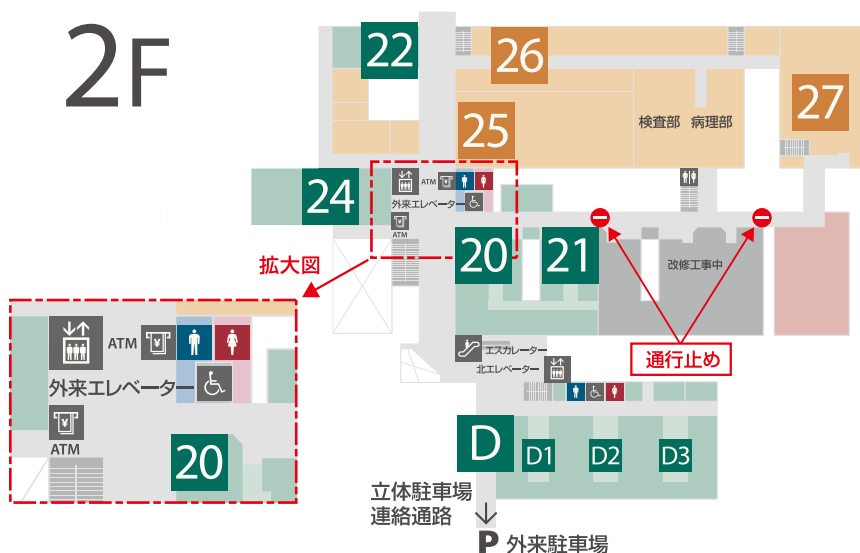 2F
22
26
27
検査部 病理部
25
24
ATM
外来エレベーター
ATM
20
21
改修工事中
拡大図
通行止め
エスカレーター
北エレベーター
ATM
外来エレベーター
ATM
20
D
D1
D2
D3
立体駐車場
連絡通路
P 外来駐車場